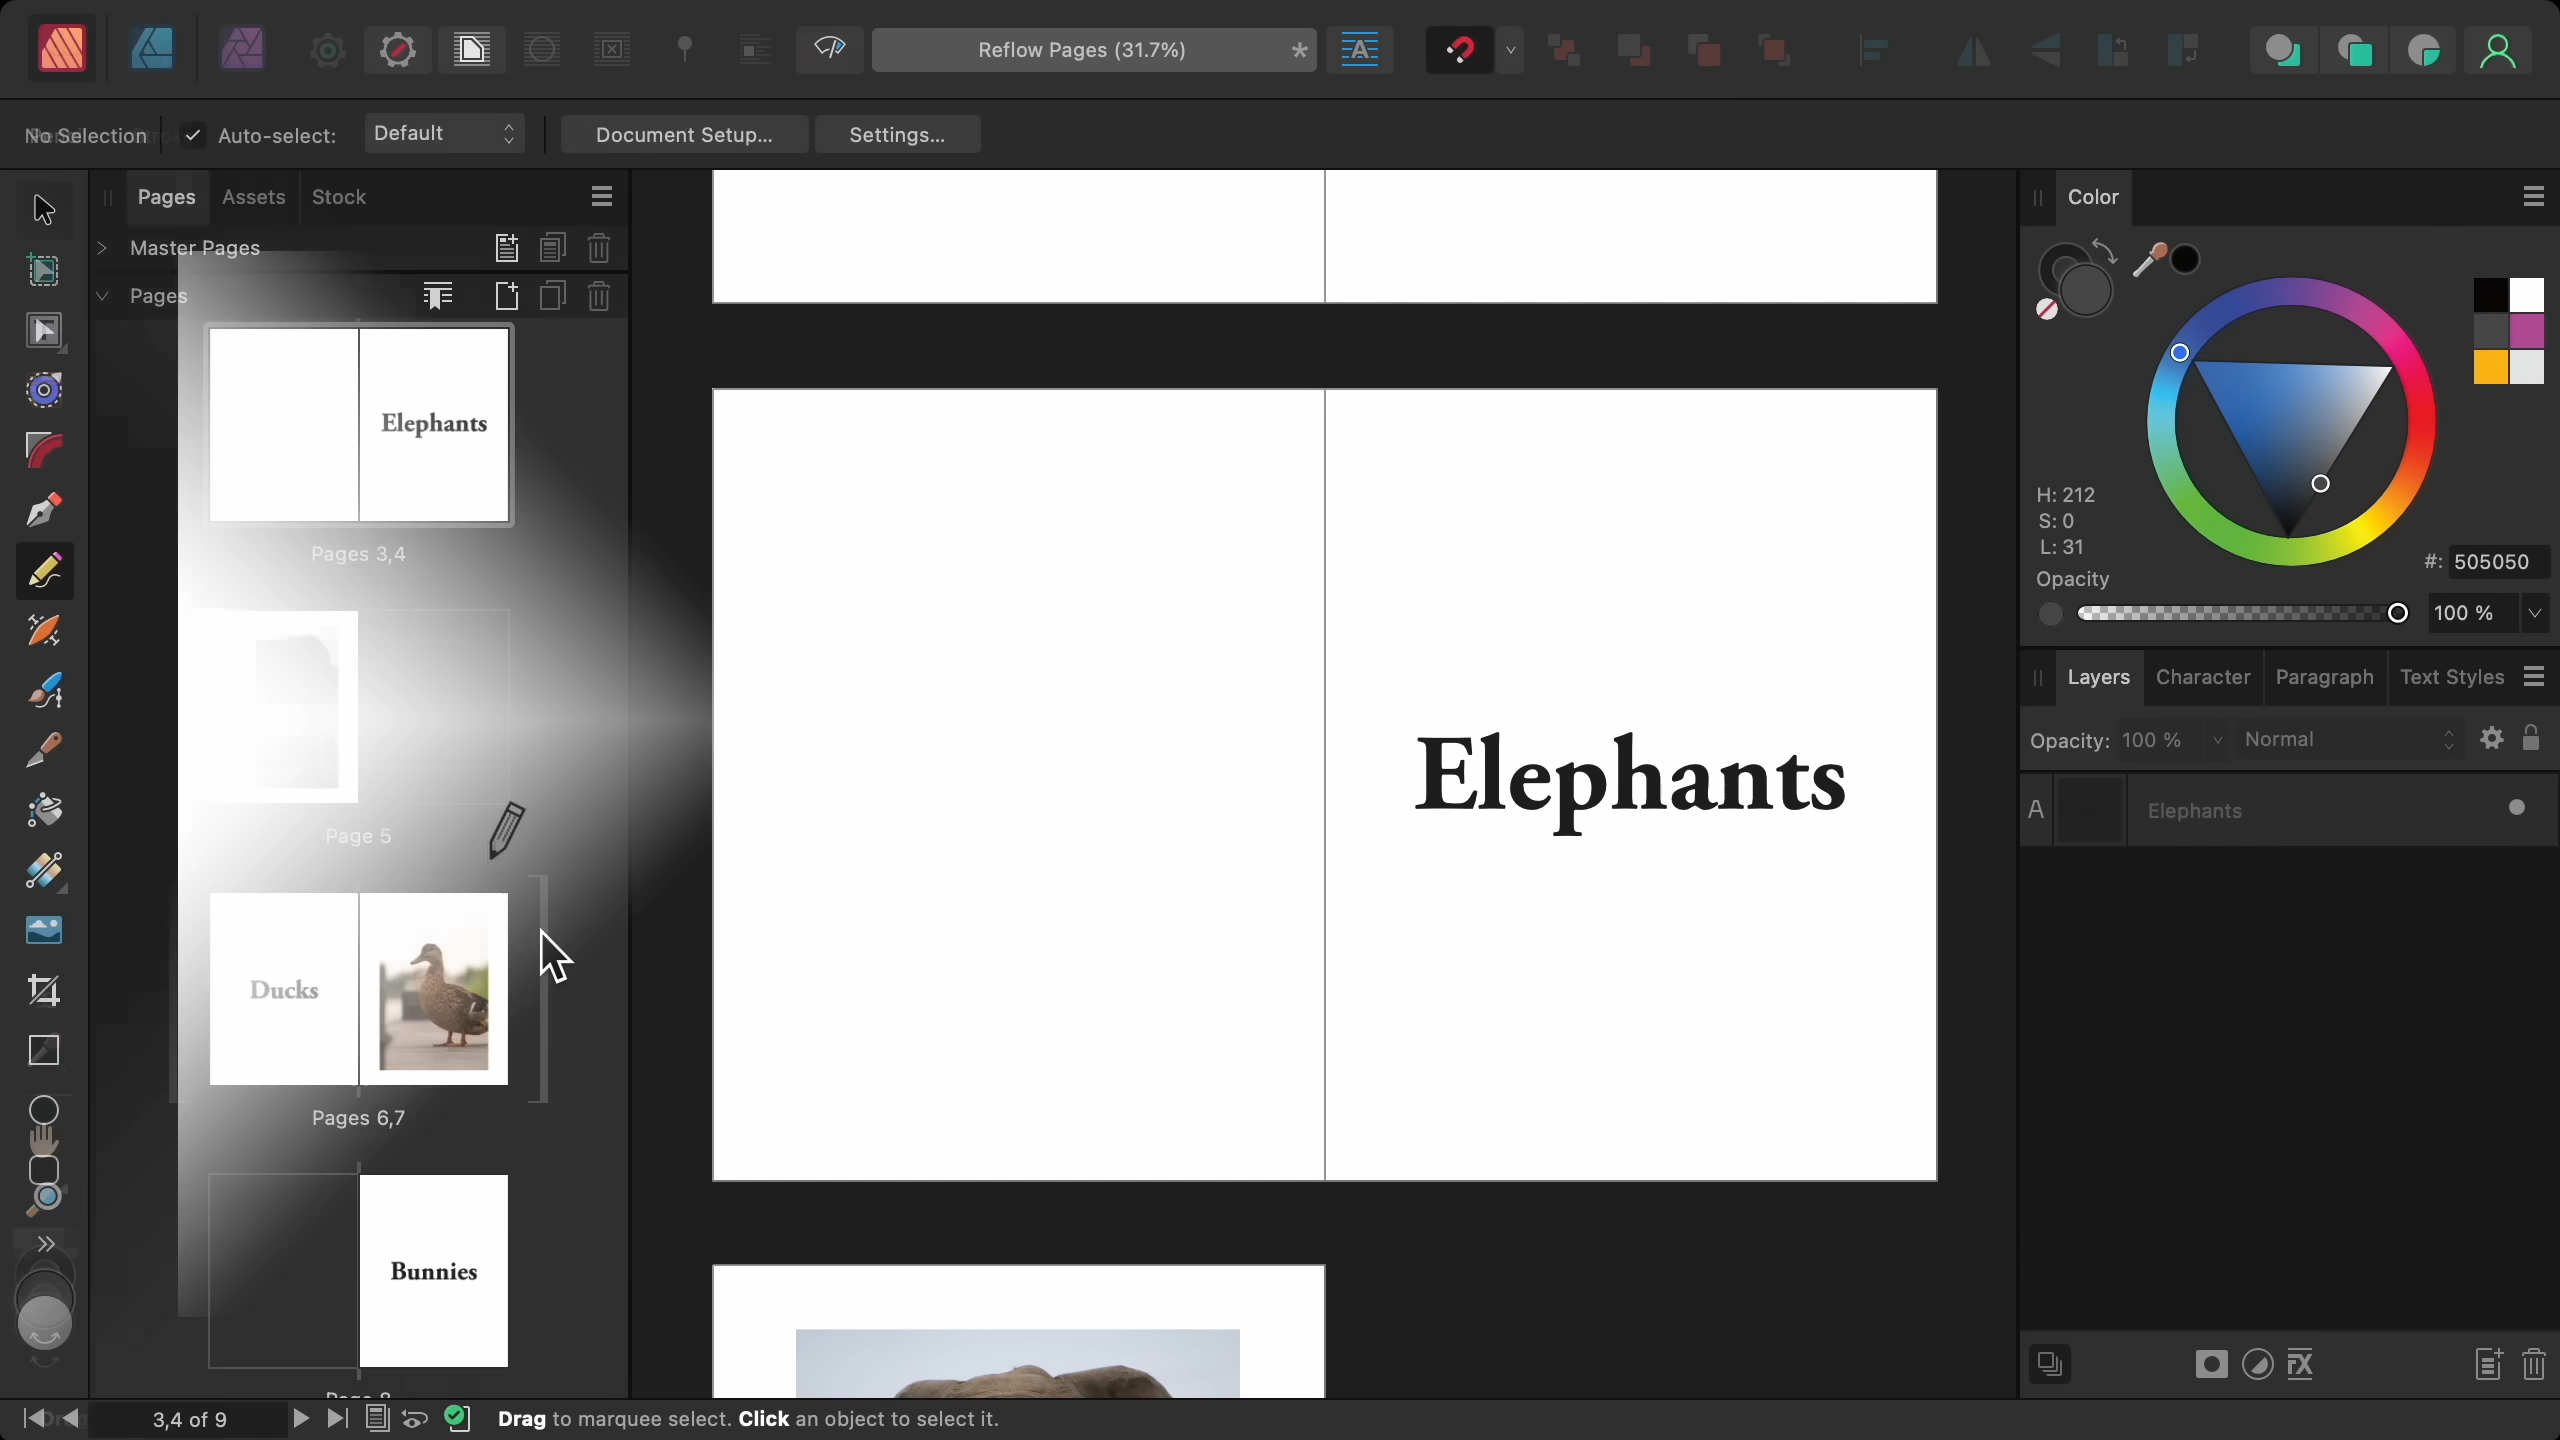 Reflow Pages (31.7%) *
No Selection Auto-select: Default Document Setup... Settings...
Pages Assets Stock
Master Pages
Pages
Elephants
Pages 3,4
Page 5
Ducks
Pages 6,7
Bunnies
Page 8
Elephants
Color
H: 212
S: 0
L: 31
#: 505050
Opacity
100 %
Layers Character Paragraph Text Styles
Opacity: 100 % Normal
A Elephants
3,4 of 9 Drag to marquee select. Click an object to select it.